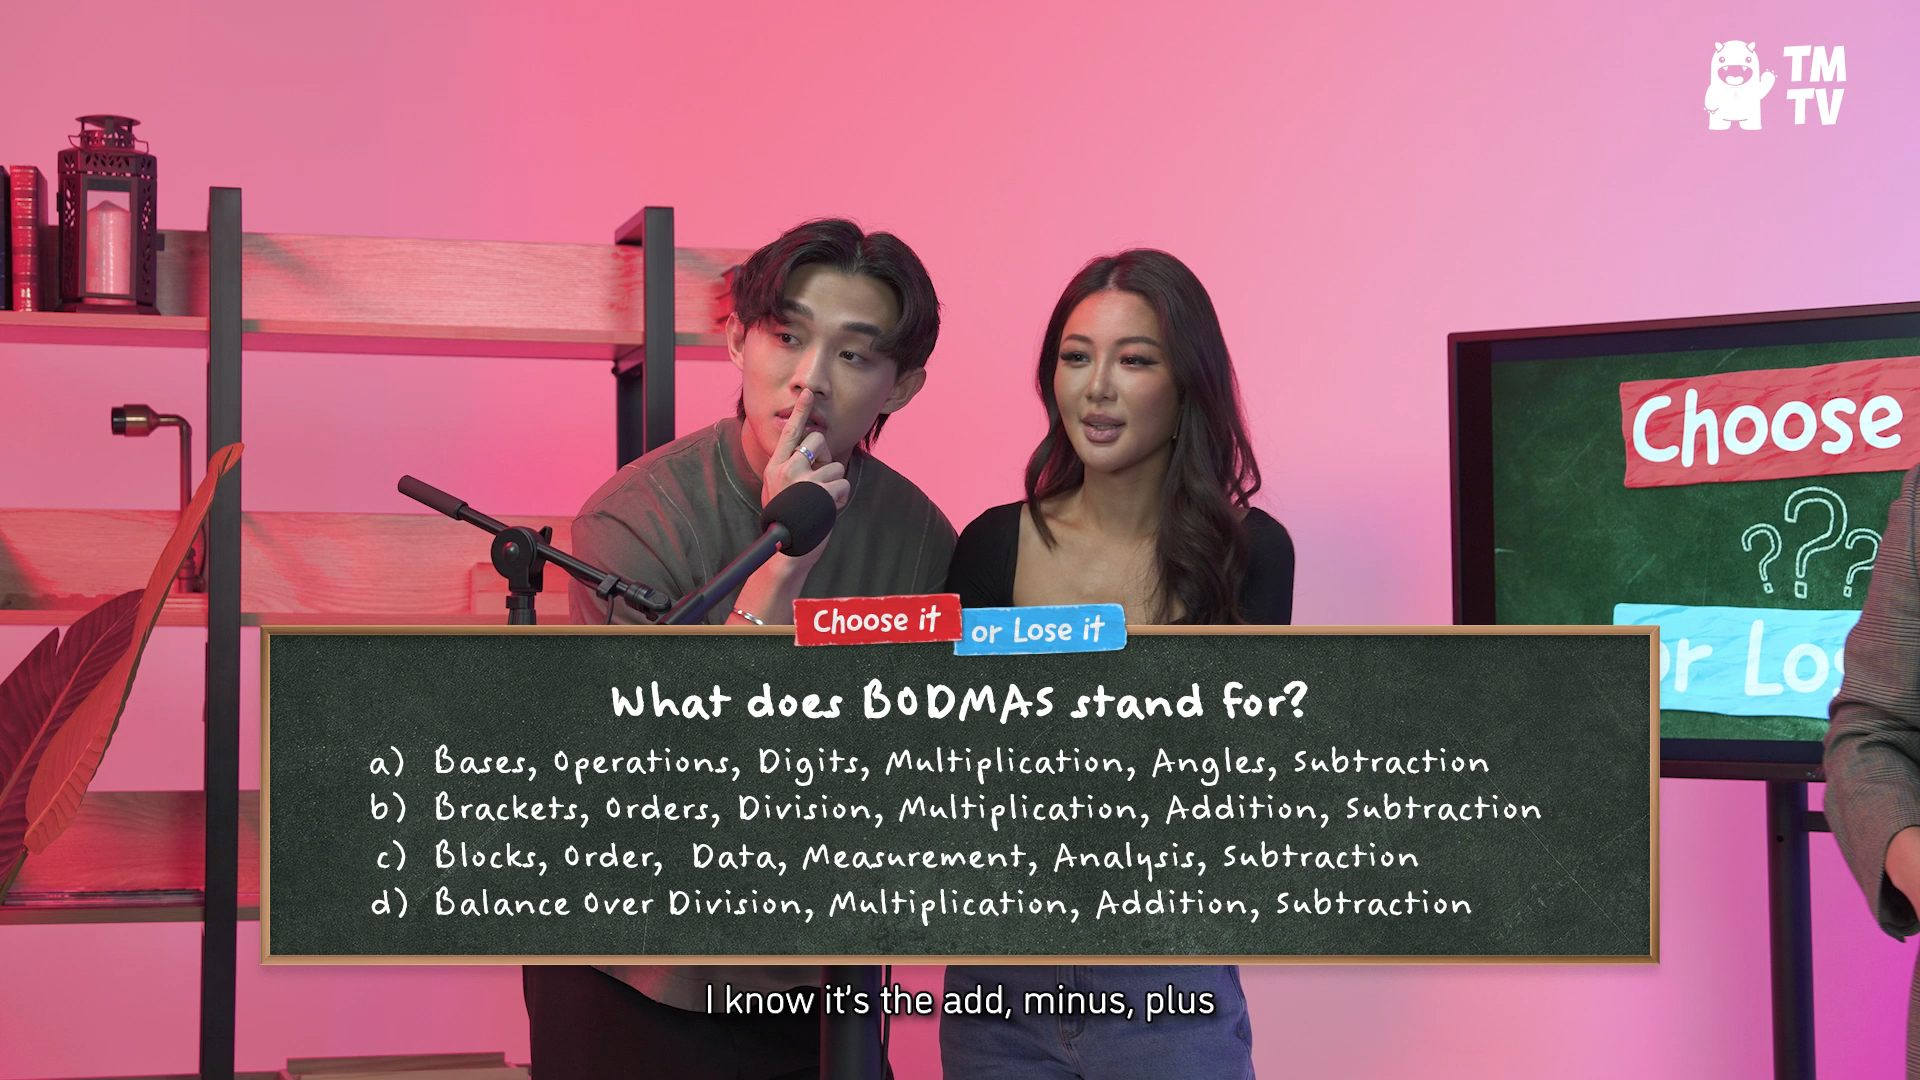 TM
TV
Choose
???
or Los
Choose it
or Lose it
What does BODMAS stand for?
a) Bases, Operations, Digits, Multiplication, Angles, Subtraction
b) Brackets, Orders, Division, Multiplication, Addition, Subtraction
c) Blocks, Order, Data, Measurement, Analysis, Subtraction
d) Balance Over Division, Multiplication, Addition, Subtraction
I know it's the add, minus, plus